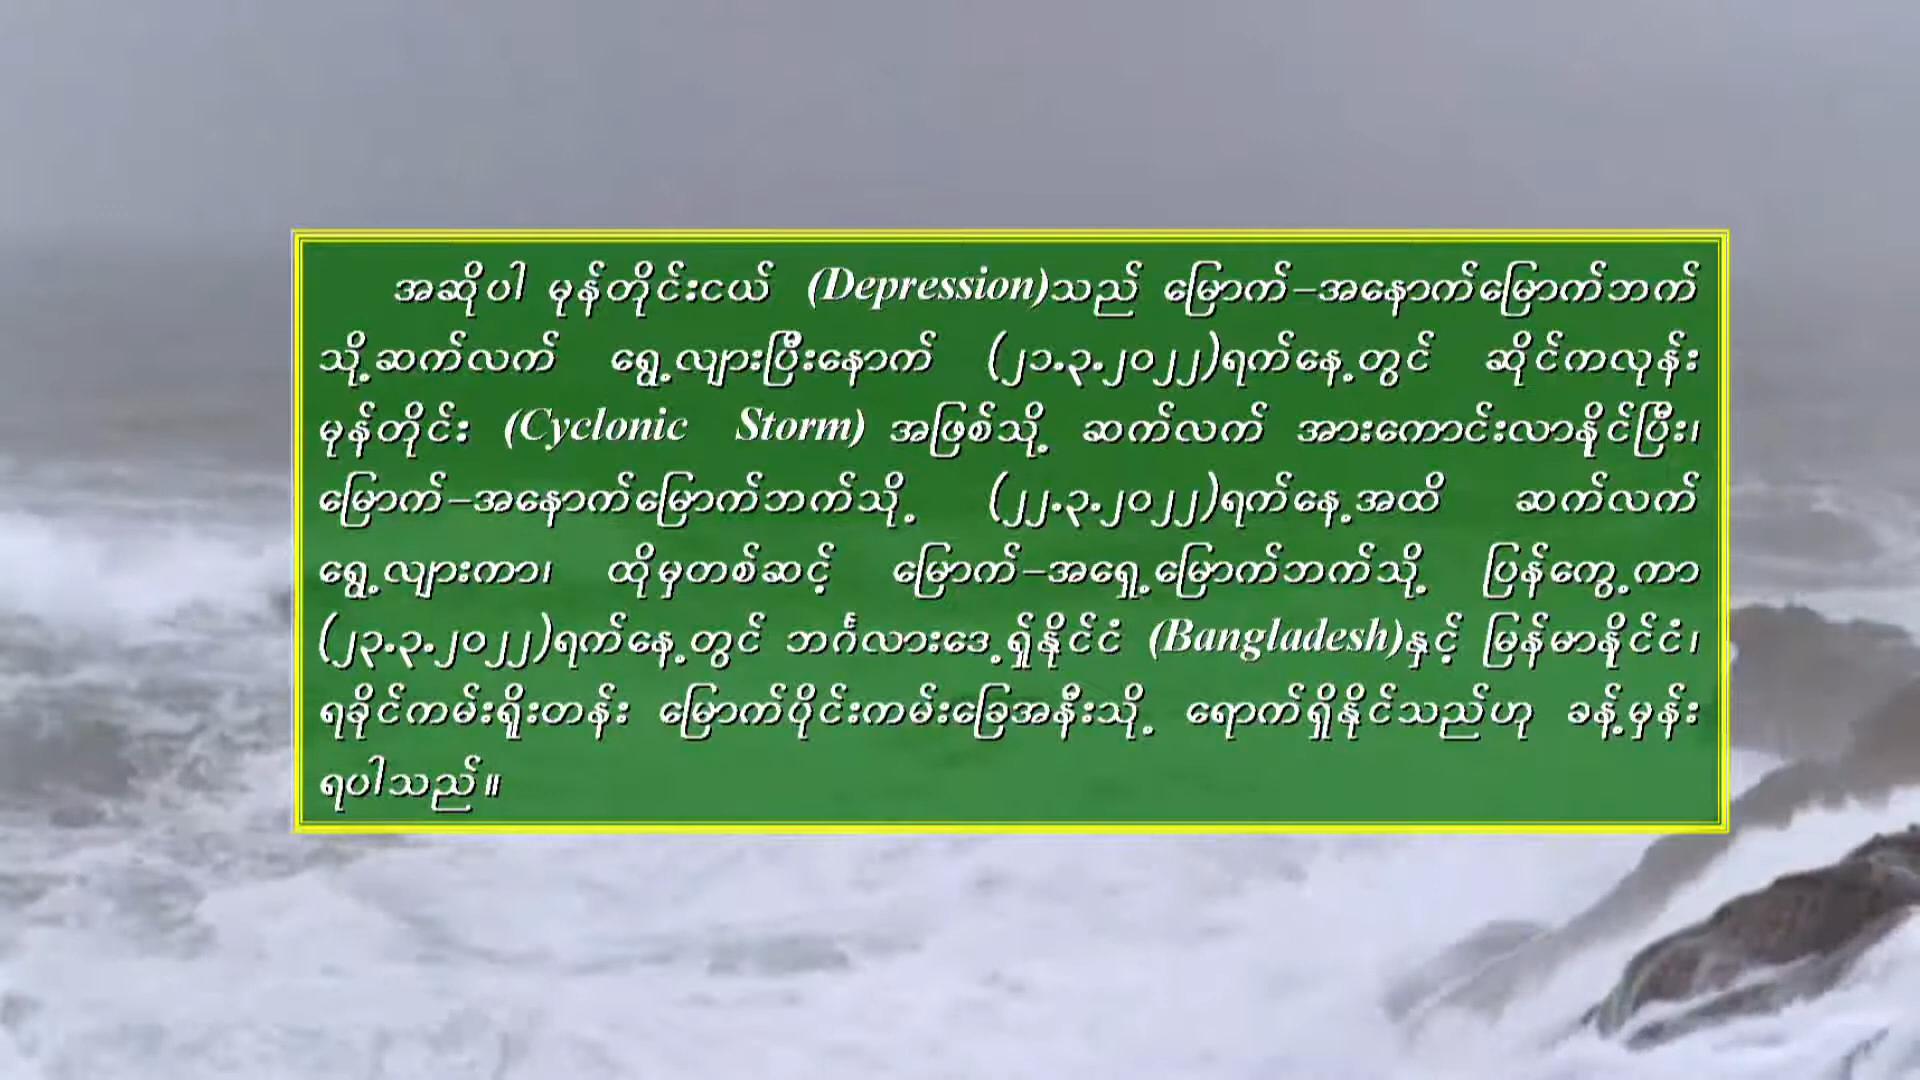 အဆိုပါ မုန်တိုင်းငယ် (Depression)သည် မြောက်-အနောက်မြောက်ဘက်
သို့ဆက်လက် ရွေ့လျားပြီးနောက် (၂၁.၃.၂၀၂၂)ရက်နေ့တွင် ဆိုင်ကလုန်း
မုန်တိုင်း (Cyclonic Storm) အဖြစ်သို့ ဆက်လက် အားကောင်းလာနိုင်ပြီး၊
မြောက်-အနောက်မြောက်ဘက်သို့ (၂၂.၃.၂၀၂၂)ရက်နေ့အထိ ဆက်လက်
ရွေ့လျားကာ၊ ထိုမှတစ်ဆင့် မြောက်-အရှေ့မြောက်ဘက်သို့ ပြန်ကွေ့ကာ
(၂၃.၃.၂၀၂၂)ရက်နေ့တွင် ဘင်္ဂလားဒေ့ရှ်နိုင်ငံ (Bangladesh)နှင့် မြန်မာနိုင်ငံ၊
ရခိုင်ကမ်းရိုးတန်း မြောက်ပိုင်းကမ်းခြေအနီးသို့ ရောက်ရှိနိုင်သည်ဟု ခန့်မှန်း
ရပါသည်။